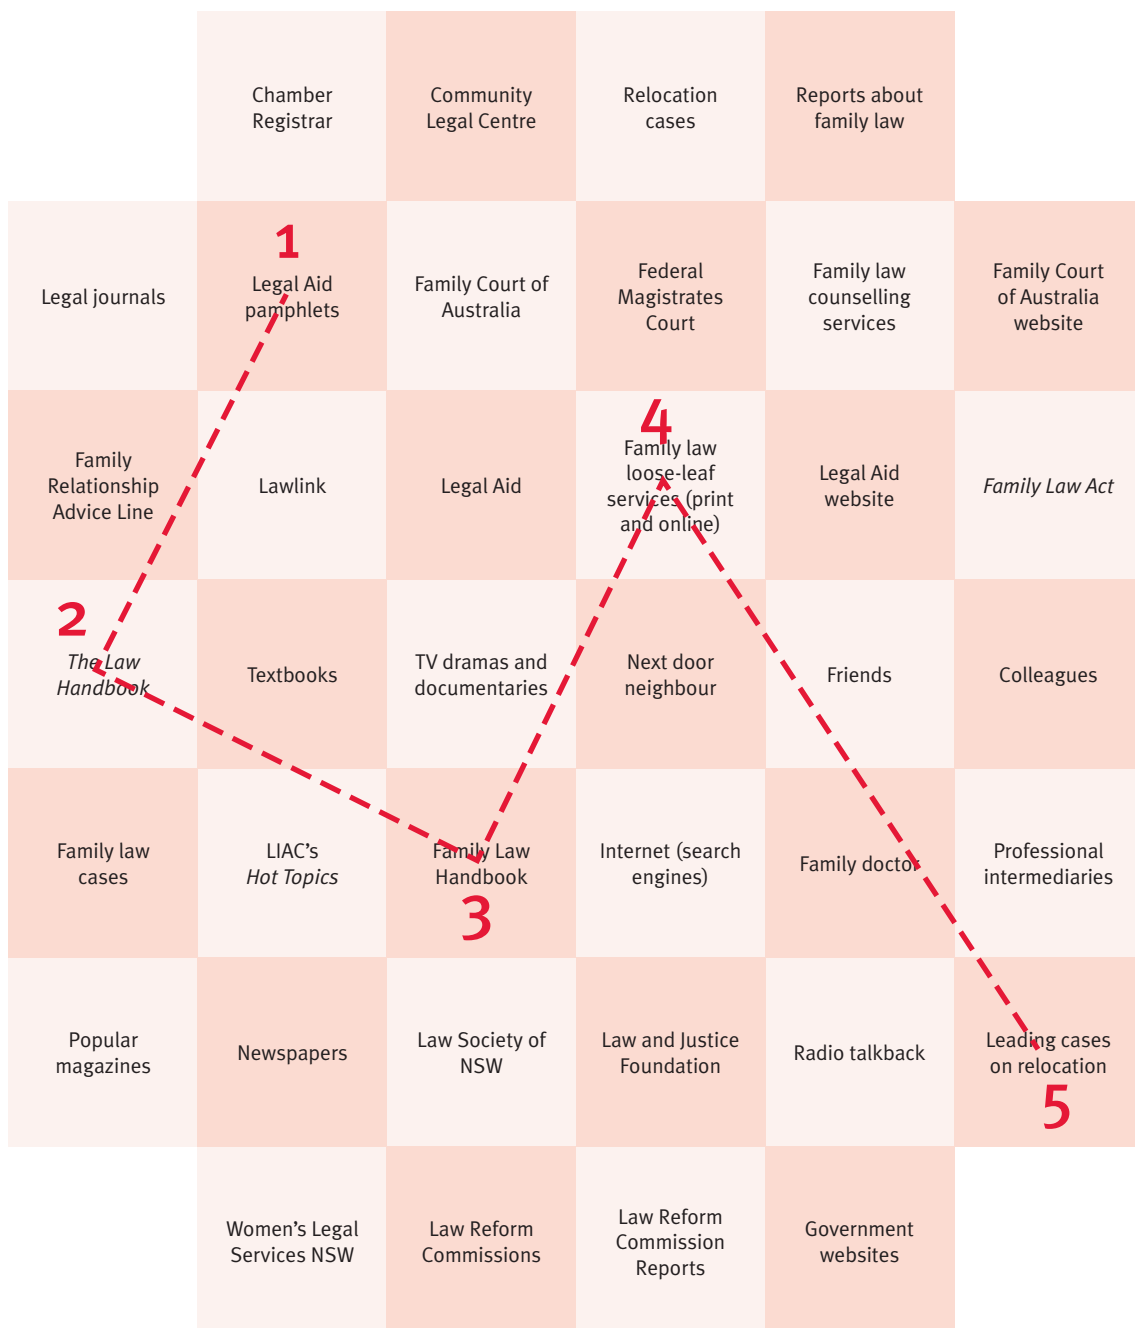 Chamber
Registrar
Community
Legal Centre
Relocation
cases
Reports about
family law
Legal journals
1
Legal Aid
pamphlets
Family Court of
Australia
Federal
Magistrates
Court
Family law
counselling
services
Family Court
of Australia
website
Family
Relationship
Advice Line
Lawlink
Legal Aid
4
Family law
loose-leaf
services (print
and online)
Legal Aid
website
Family Law Act
2
The Law
Handbook
Textbooks
TV dramas and
documentaries
Next door
neighbour
Friends
Colleagues
Family law
cases
LIAC’s
Hot Topics
Family Law
Handbook
3
Internet (search
engines)
Family doctor
Professional
intermediaries
Popular
magazines
Newspapers
Law Society of
NSW
Law and Justice
Foundation
Radio talkback
Leading cases
on relocation
5
Women’s Legal
Services NSW
Law Reform
Commissions
Law Reform
Commission
Reports
Government
websites